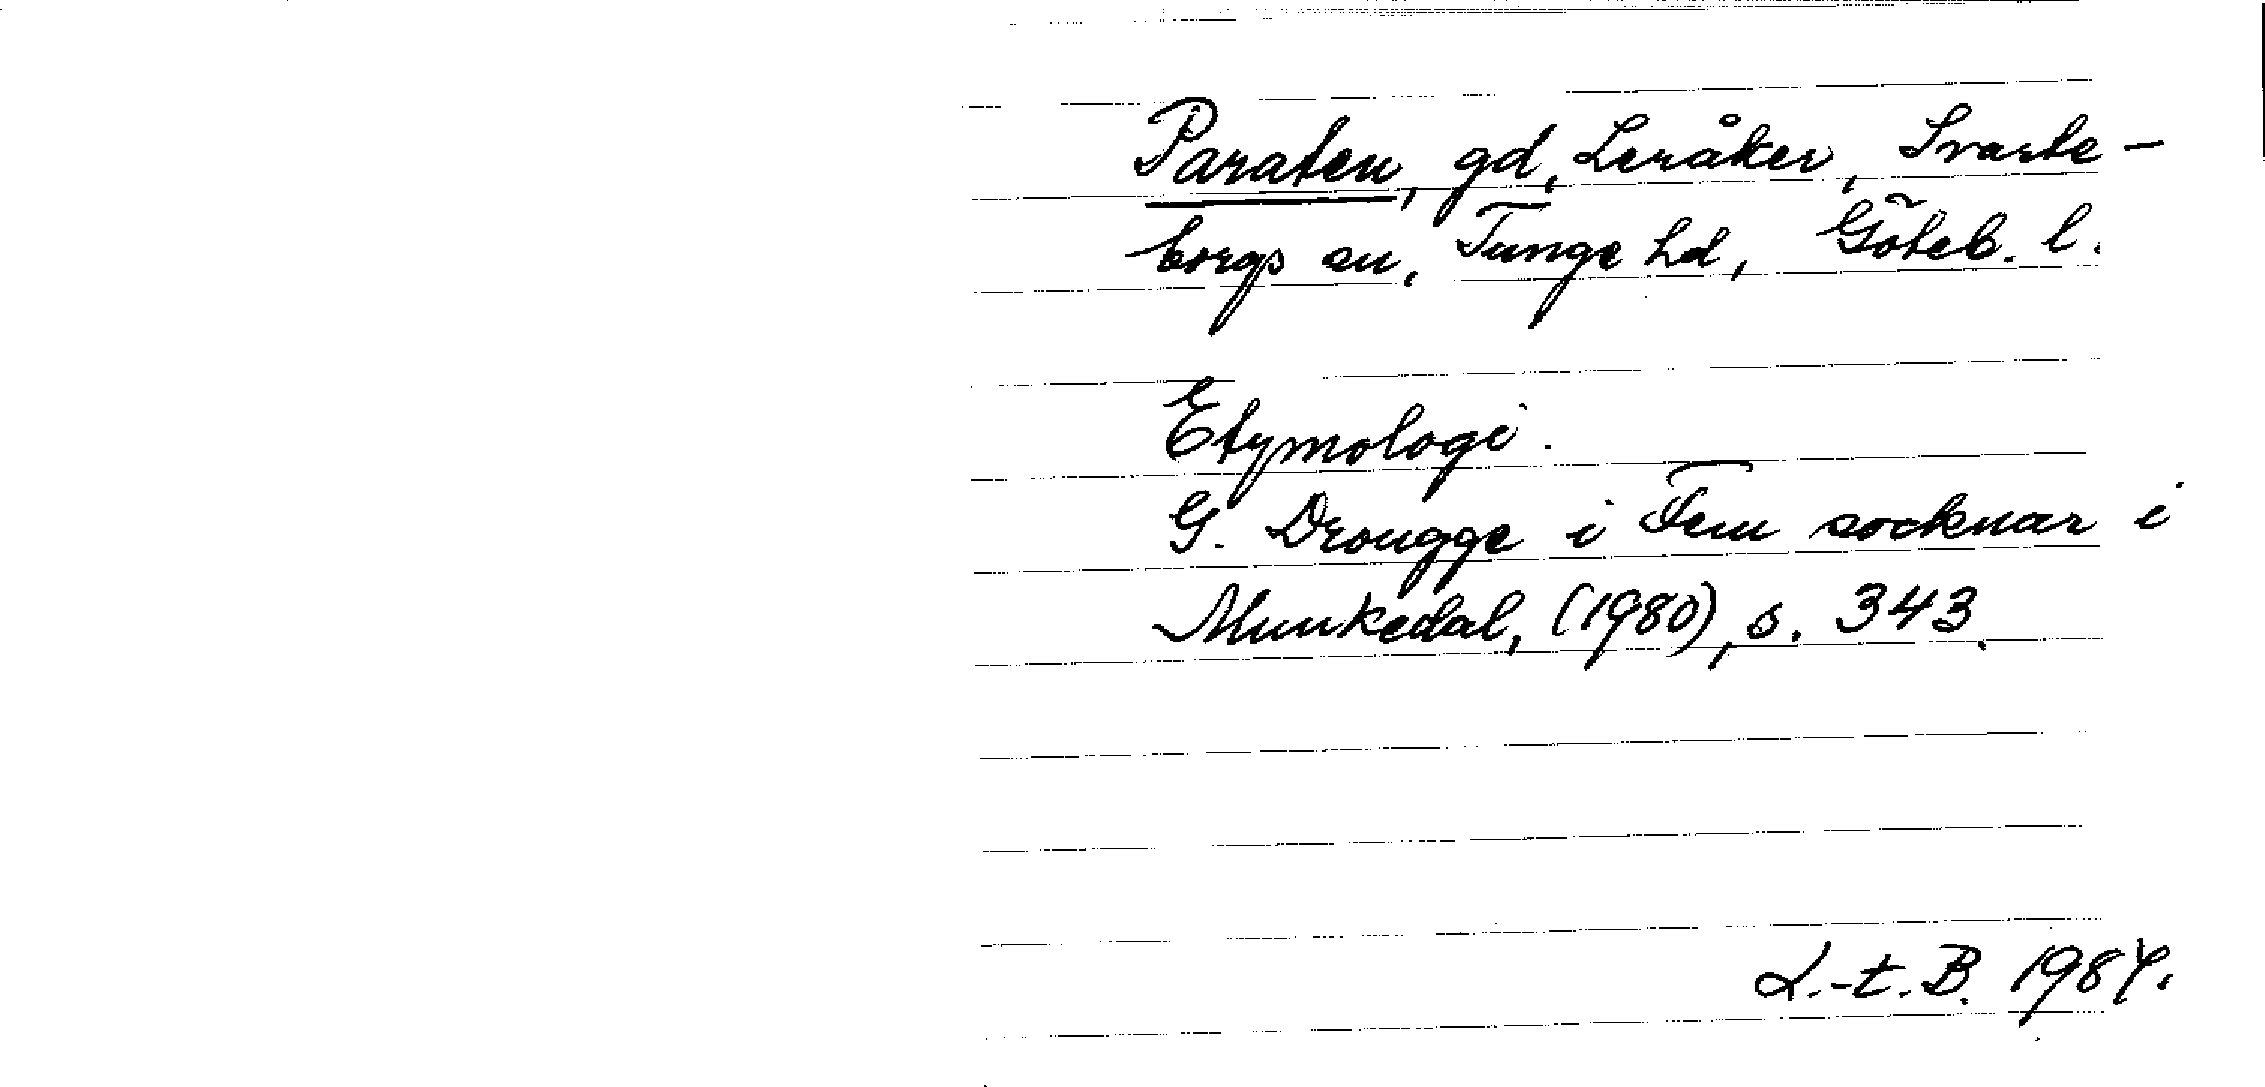 Paraten, gd, Leråker, Svarte-
borgs sn, Tunge hd, Göteb. l.
Etymologi.
G. Drougge i Fem socknar i
Munkedal, (1980), s. 343.
L.-t. B. 1984.